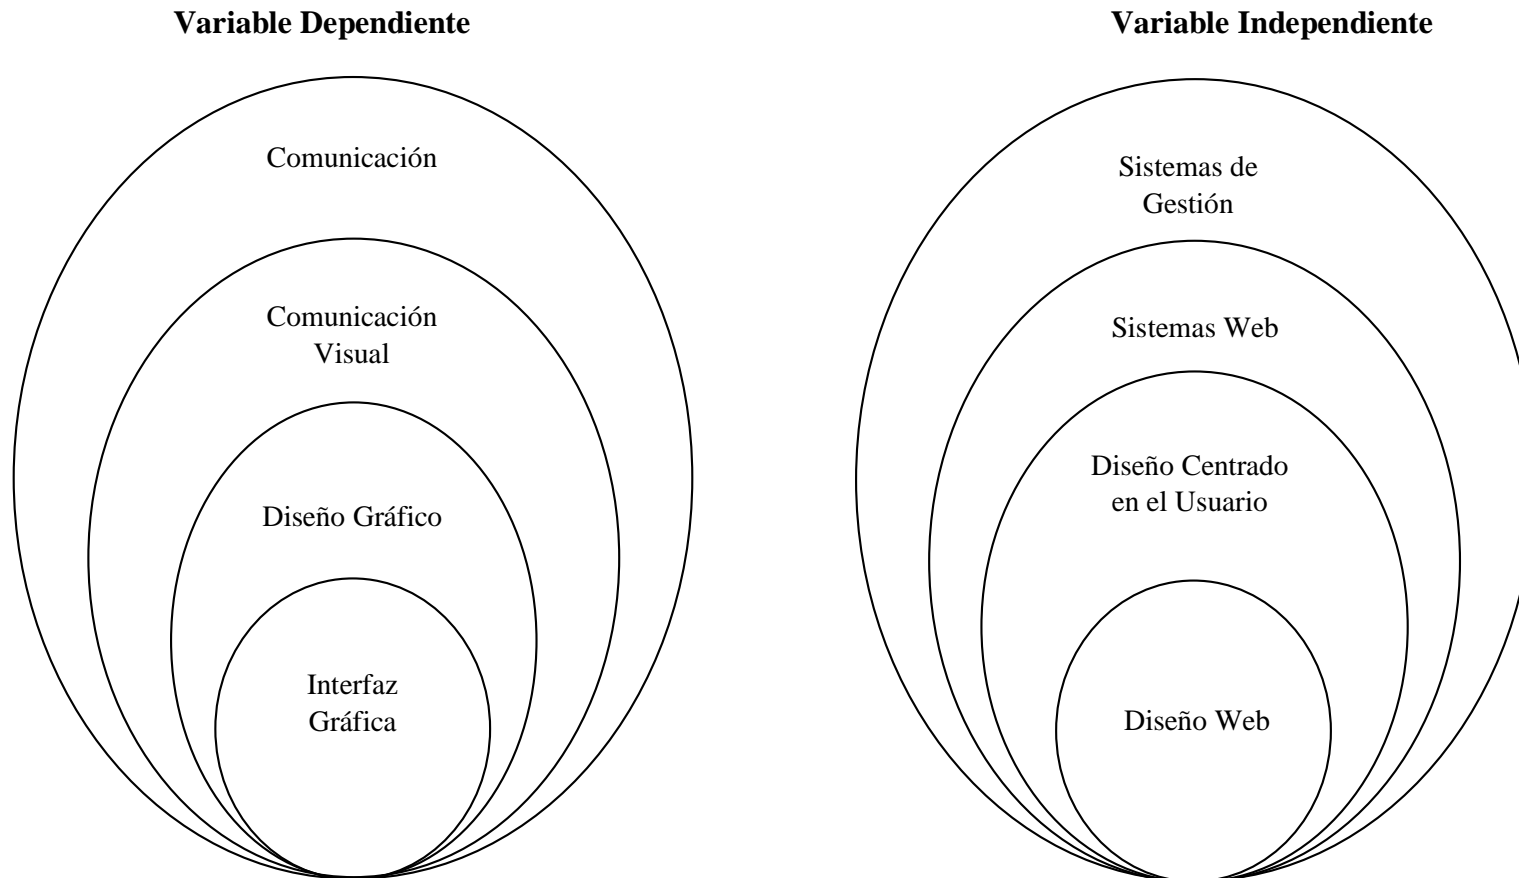 Variable Dependiente
Comunicación
Comunicación
Visual
Diseño Gráfico
Interfaz
Gráfica
Variable Independiente
Sistemas de
Gestión
Sistemas Web
Diseño Centrado
en el Usuario
Diseño Web